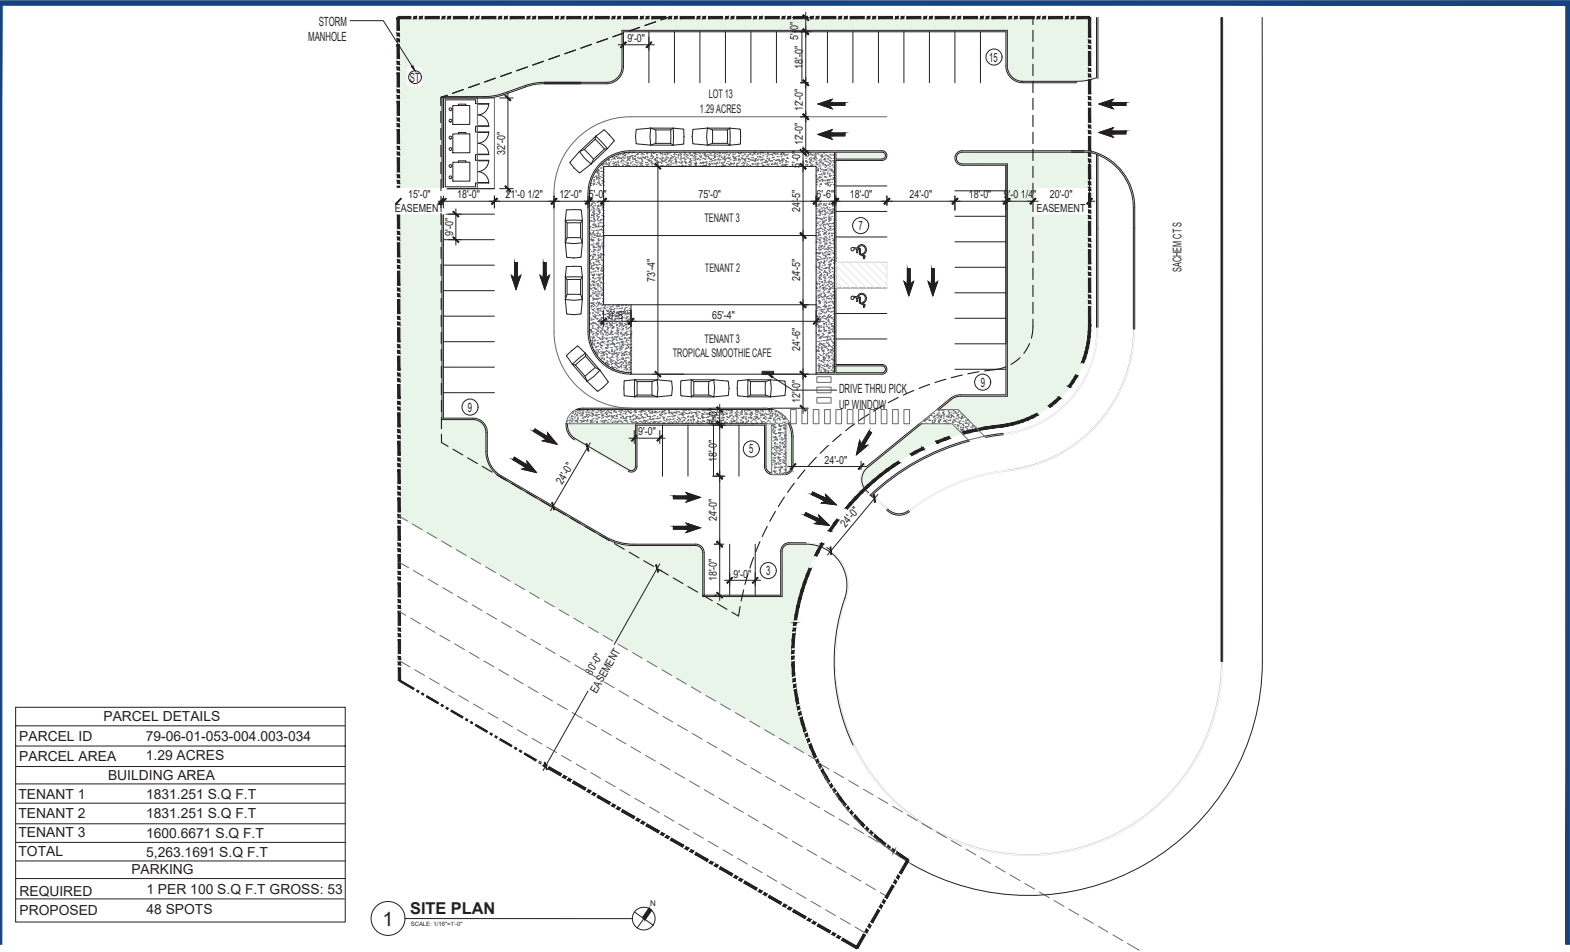 STORM
MANHOLE
ST
9'-0"
5'-0"
18'-0"
15
LOT 13
1.29 ACRES
12'-0"
12'-0"
32'-0"
15'-0"
EASEMENT
18'-0"
21'-0 1/2"
12'-0"
5'-0"
75'-0"
6'-6"
18'-0"
24'-0"
18'-0"
20'-0"
EASEMENT
9'-0"
24'-5"
TENANT 3
7
SACHEM CTS
73'-4"
TENANT 2
24'-5"
65'-4"
TENANT 3
TROPICAL SMOOTHIE CAFE
24'-6"
9
9
12'-0"
DRIVE THRU PICK
UP WINDOW
9'-0"
18'-0"
5
24'-0"
24'-0"
24'-0"
24'-0"
18'-0"
9'-0"
3
80'-0"
EASEMENT
PARCEL DETAILS
PARCEL ID 79-06-01-053-004.003-034
PARCEL AREA 1.29 ACRES
BUILDING AREA
TENANT 1 1831.251 S.Q F.T
TENANT 2 1831.251 S.Q F.T
TENANT 3 1600.6671 S.Q F.T
TOTAL 5,263.1691 S.Q F.T
PARKING
REQUIRED 1 PER 100 S.Q F.T GROSS: 53
PROPOSED 48 SPOTS
1
SITE PLAN
SCALE: 1/16"=1'-0"
N